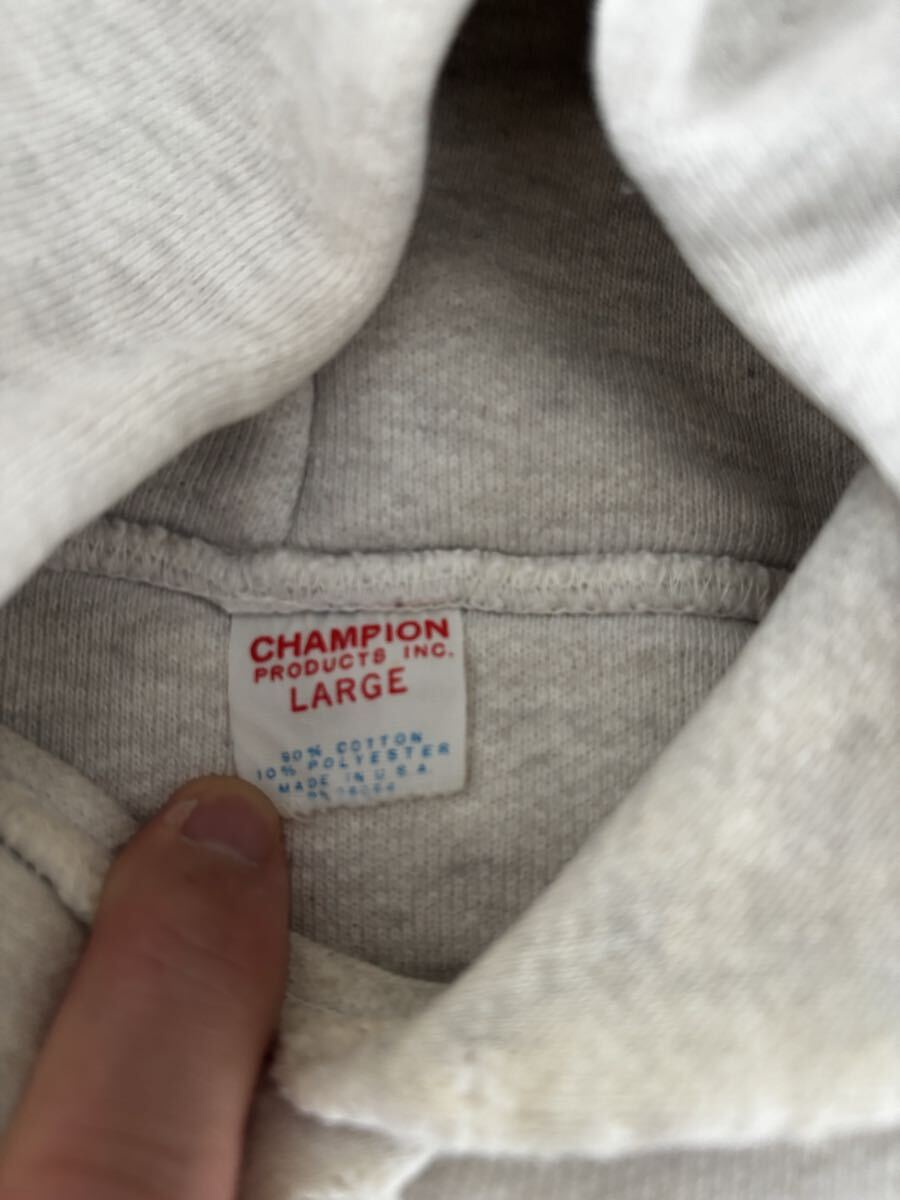 CHAMPION
PRODUCTS INC.
LARGE
90% COTTON
10% POLYESTER
MADE IN U.S.A.